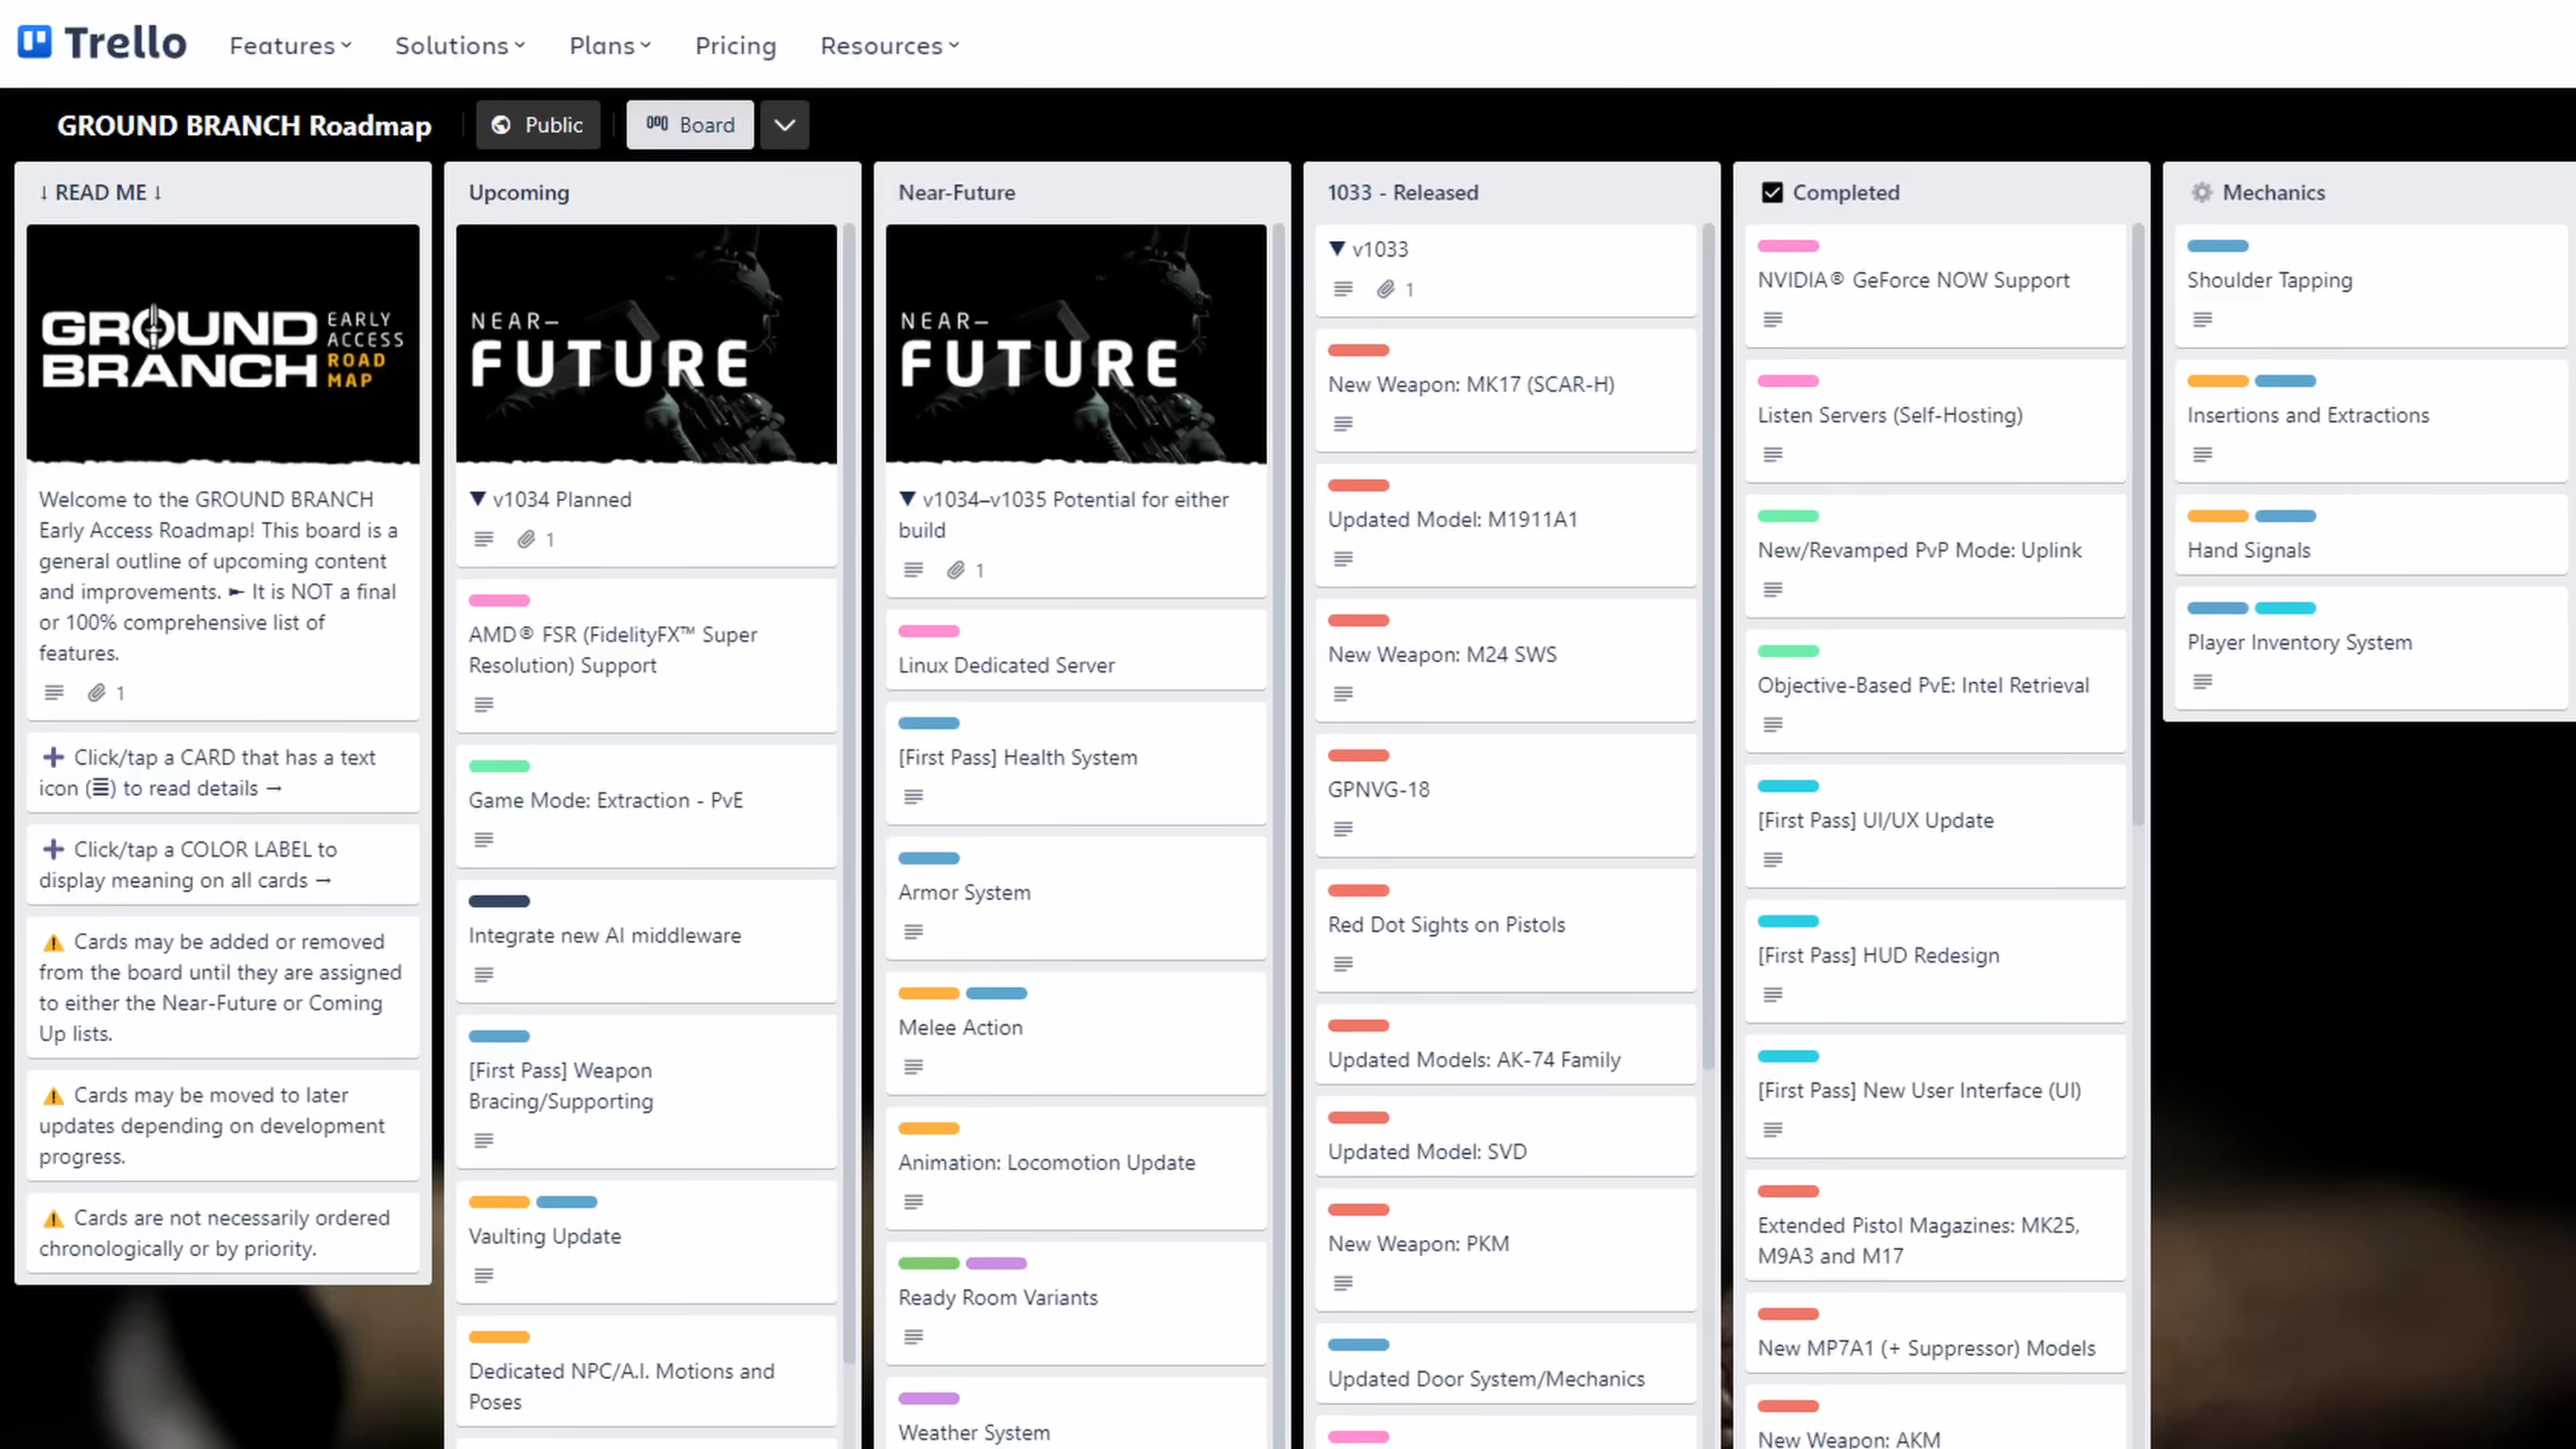 Trello
Features
Solutions
Plans
Pricing
Resources
GROUND BRANCH Roadmap
Public
Board
↓ READ ME ↓
GROUND
BRANCH
EARLY
ACCESS
ROAD
MAP
Welcome to the GROUND BRANCH
Early Access Roadmap! This board is a
general outline of upcoming content
and improvements. ► It is NOT a final
or 100% comprehensive list of
features.
1
➕ Click/tap a CARD that has a text
icon (☰) to read details →
➕ Click/tap a COLOR LABEL to
display meaning on all cards →
⚠️ Cards may be added or removed
from the board until they are assigned
to either the Near-Future or Coming
Up lists.
⚠️ Cards may be moved to later
updates depending on development
progress.
⚠️ Cards are not necessarily ordered
chronologically or by priority.
Upcoming
NEAR–
FUTURE
▼ v1034 Planned
1
AMD® FSR (FidelityFX™ Super
Resolution) Support
Game Mode: Extraction - PvE
Integrate new AI middleware
[First Pass] Weapon
Bracing/Supporting
Vaulting Update
Dedicated NPC/A.I. Motions and
Poses
Near-Future
NEAR–
FUTURE
▼ v1034–v1035 Potential for either
build
1
Linux Dedicated Server
[First Pass] Health System
Armor System
Melee Action
Animation: Locomotion Update
Ready Room Variants
Weather System
1033 - Released
▼ v1033
1
New Weapon: MK17 (SCAR-H)
Updated Model: M1911A1
New Weapon: M24 SWS
GPNVG-18
Red Dot Sights on Pistols
Updated Models: AK-74 Family
Updated Model: SVD
New Weapon: PKM
Updated Door System/Mechanics
Completed
NVIDIA® GeForce NOW Support
Listen Servers (Self-Hosting)
New/Revamped PvP Mode: Uplink
Objective-Based PvE: Intel Retrieval
[First Pass] UI/UX Update
[First Pass] HUD Redesign
[First Pass] New User Interface (UI)
Extended Pistol Magazines: MK25,
M9A3 and M17
New MP7A1 (+ Suppressor) Models
New Weapon: AKM
Mechanics
Shoulder Tapping
Insertions and Extractions
Hand Signals
Player Inventory System